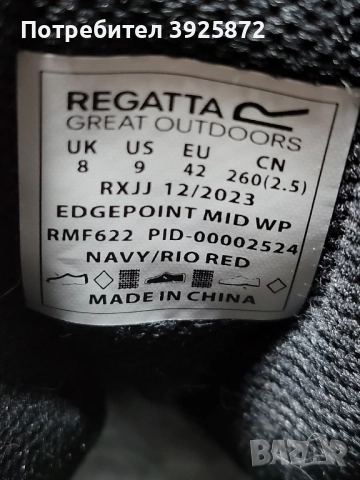 Потребител 3925872
REGATTA
GREAT OUTDOORS
UK US EU CN
8 9 42 260(2.5)
RXJJ 12/2023
EDGEPOINT MID WP
RMF622 PID-00002524
NAVY/RIO RED
MADE IN CHINA
BAZAR